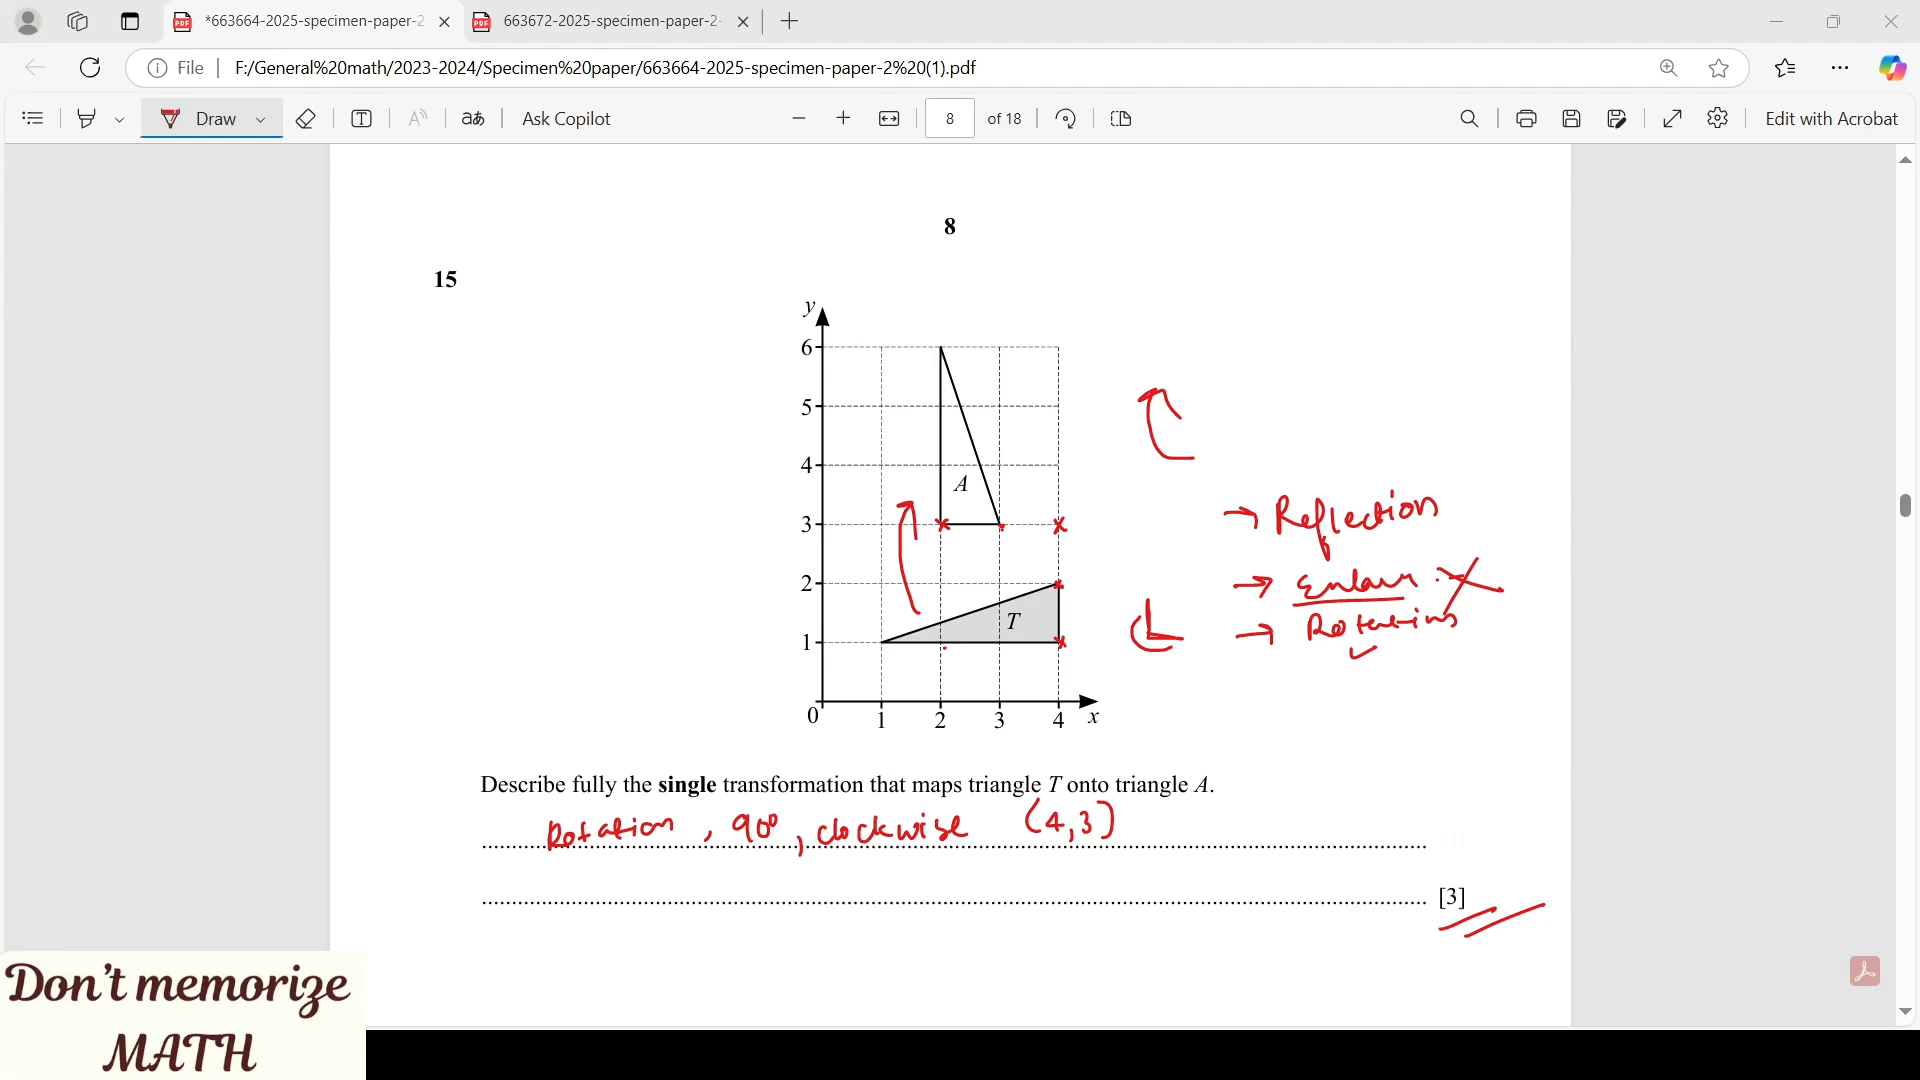 *663664-2025-specimen-paper-2
663672-2025-specimen-paper-2-
File
F:/General%20math/2023-2024/Specimen%20paper/663664-2025-specimen-paper-2%20(1).pdf
Draw
Ask Copilot
8 of 18
Edit with Acrobat
8
15
y
6
5
4
3
2
1
0
1 2 3 4 x
A
T
→ Reflection
→
→ Rotations
Describe fully the single transformation that maps triangle T onto triangle A.
Rotation , 90° , clockwise (4,3)
[3]
Don't memorize
MATH